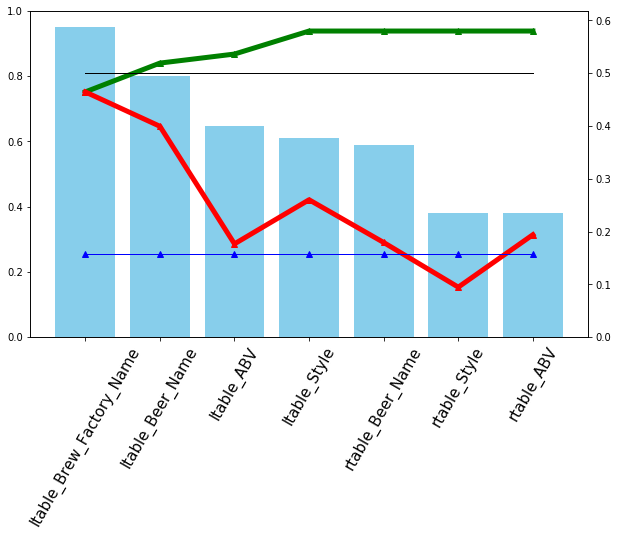 1.0
0.8
0.6
0.4
0.2
0.0
0.6
0.5
0.4
0.3
0.2
0.1
0.0
ltable_Brew_Factory_Name
ltable_Beer_Name
ltable_ABV
ltable_Style
rtable_Beer_Name
rtable_Style
rtable_ABV